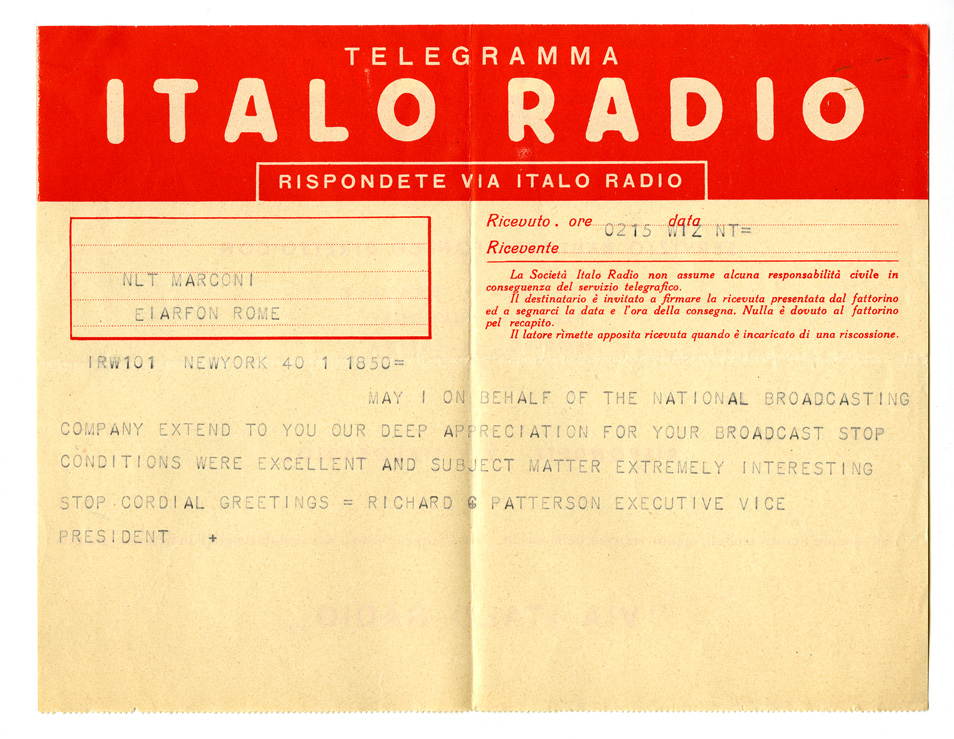 TELEGRAMMA
ITALO RADIO
RISPONDETE VIA ITALO RADIO
NLT MARCONI
EIARFON ROME
Ricevuto . ore 0215 data WIZ NT=
Ricevente
La Società Italo Radio non assume alcuna responsabilità civile in
conseguenza del servizio telegrafico.
Il destinatario è invitato a firmare la ricevuta presentata dal fattorino
ed a segnarci la data e l'ora della consegna. Nulla è dovuto al fattorino
pel recapito.
Il latore rimette apposita ricevuta quando è incaricato di una riscossione.
IRW101 NEWYORK 40 1 1850=
MAY I ON BEHALF OF THE NATIONAL BROADCASTING
COMPANY EXTEND TO YOU OUR DEEP APPRECIATION FOR YOUR BROADCAST STOP
CONDITIONS WERE EXCELLENT AND SUBJECT MATTER EXTREMELY INTERESTING
STOP CORDIAL GREETINGS = RICHARD C PATTERSON EXECUTIVE VICE
PRESIDENT +